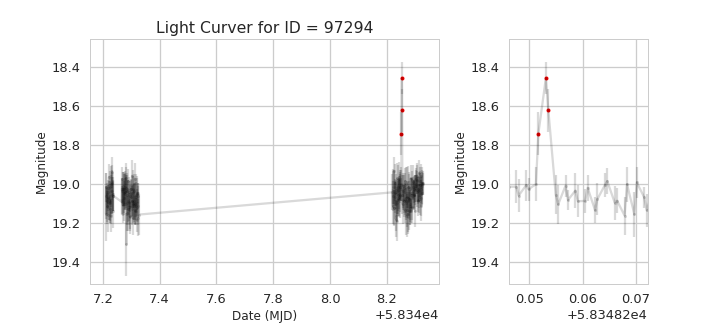 Light Curver for ID = 97294
Magnitude
18.4
18.6
18.8
19.0
19.2
19.4
7.2 7.4 7.6 7.8 8.0 8.2
Date (MJD)
+5.834e4
Magnitude
18.4
18.6
18.8
19.0
19.2
19.4
0.05 0.06 0.07
+5.83482e4